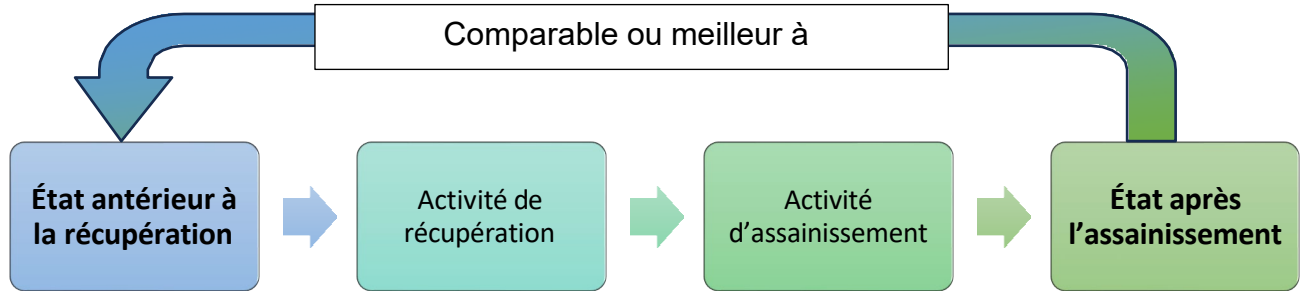 Comparable ou meilleur à
État antérieur à
la récupération
Activité de
récupération
Activité
d’assainissement
État après
l’assainissement